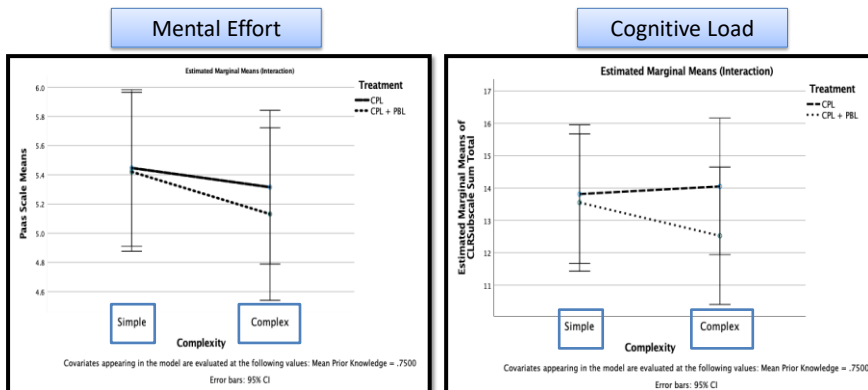 Mental Effort
Estimated Marginal Means (Interaction)
Treatment
CPL
CPL + PBL
6.0
5.8
5.6
5.4
5.2
5.0
4.8
4.6
Paas Scale Means
Simple
Complex
Complexity
Covariates appearing in the model are evaluated at the following values: Mean Prior Knowledge = .7500
Error bars: 95% CI
Cognitive Load
Estimated Marginal Means (Interaction)
Treatment
CPL
CPL + PBL
17
16
15
14
13
12
11
Estimated Marginal Means of
CLRSubscale Sum Total
Simple
Complex
Complexity
Covariates appearing in the model are evaluated at the following values: Mean Prior Knowledge = .7500
Error bars: 95% CI